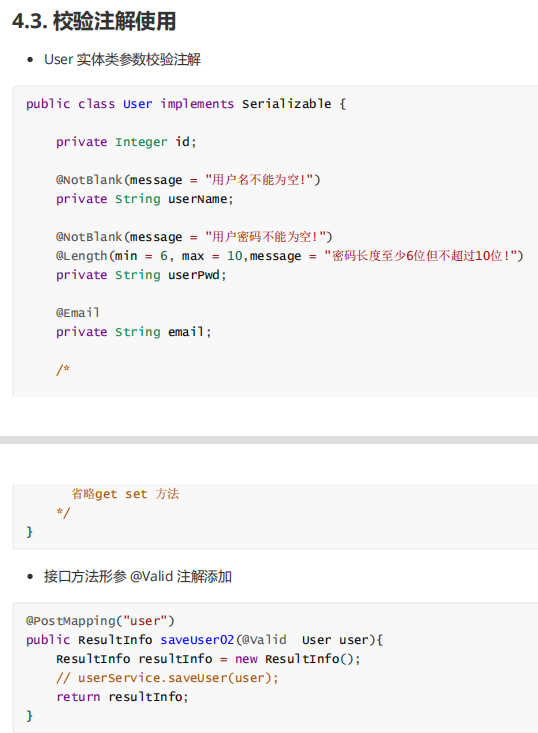 4.3. 校验注解使用
• User 实体类参数校验注解
public class User implements Serializable {
    private Integer id;
    @NotBlank(message = "用户名不能为空!")
    private String userName;
    @NotBlank(message = "用户密码不能为空!")
    @Length(min = 6, max = 10,message = "密码长度至少6位但不超过10位!")
    private String userPwd;
    @Email
    private String email;
    /*
      省略get set 方法
    */
}
• 接口方法形参 @Valid 注解添加
@PostMapping("user")
public ResultInfo saveUser02(@Valid  User user){
    ResultInfo resultInfo = new ResultInfo();
    // userService.saveUser(user);
    return resultInfo;
}